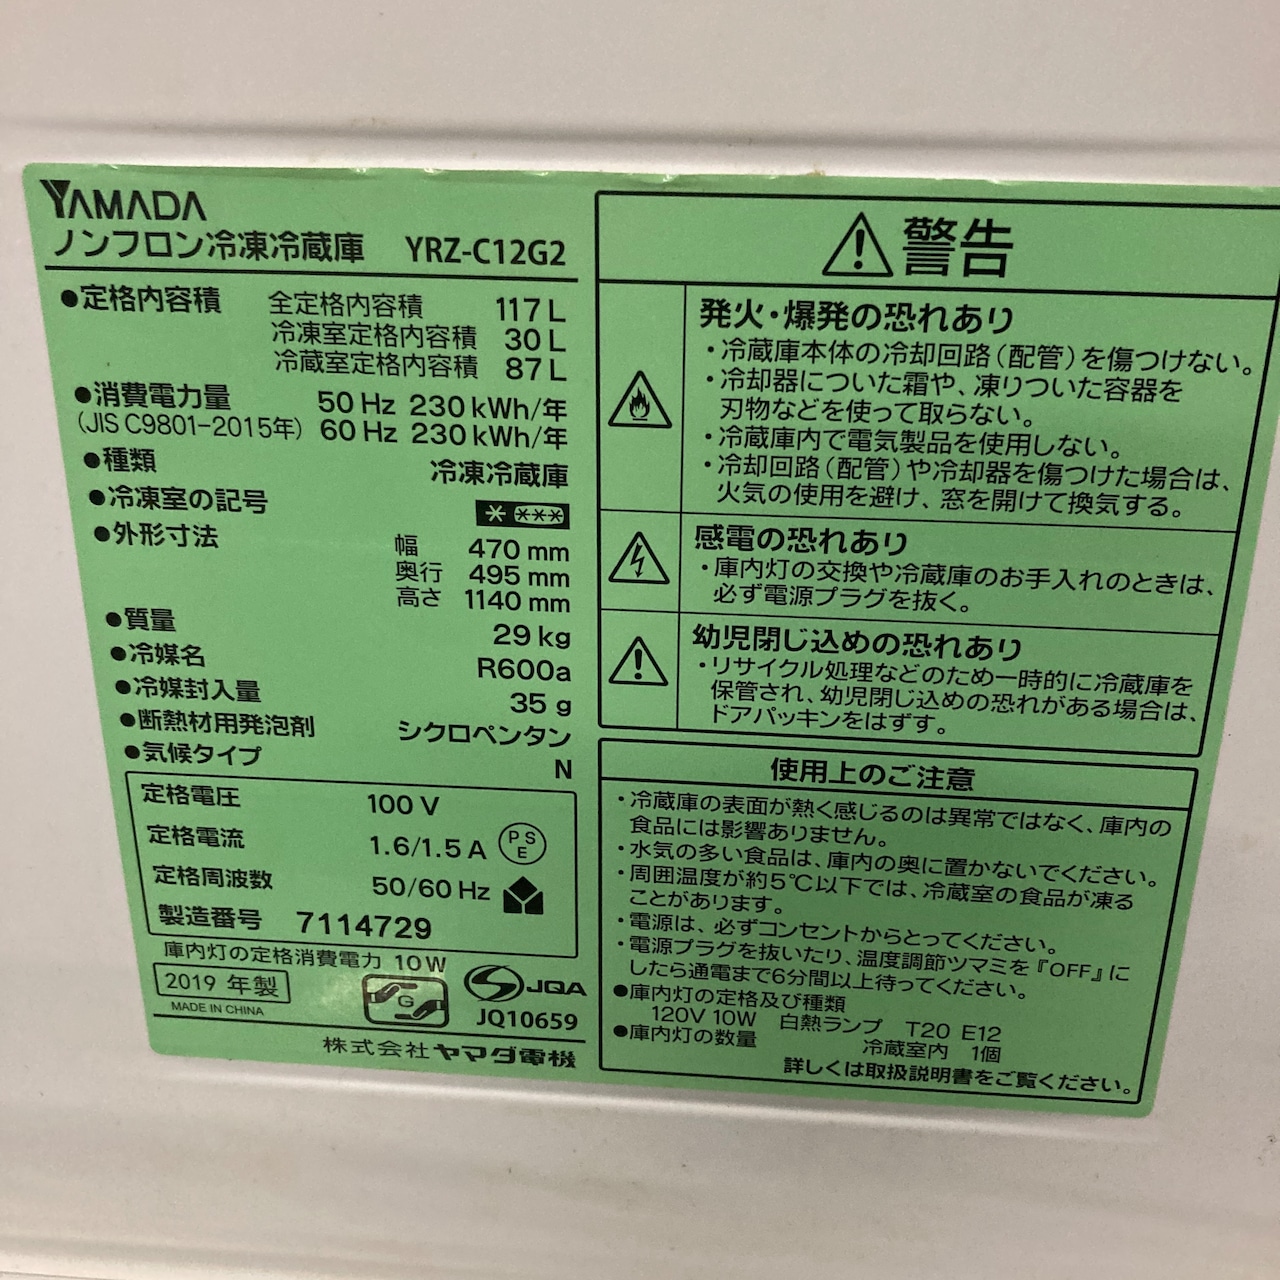 YAMADA
ノンフロン冷凍冷蔵庫 YRZ-C12G2
●定格内容積 全定格内容積 117 L
冷凍室定格内容積 30 L
冷蔵室定格内容積 87 L
●消費電力量 50 Hz 230 kWh/年
(JIS C9801-2015年) 60 Hz 230 kWh/年
●種類 冷凍冷蔵庫
●冷凍室の記号 * ***
●外形寸法 幅 470 mm
奥行 495 mm
高さ 1140 mm
●質量 29 kg
●冷媒名 R600a
●冷媒封入量 35 g
●断熱材用発泡剤 シクロペンタン
●気候タイプ N
定格電圧 100 V
定格電流 1.6/1.5 A PSE
定格周波数 50/60 Hz
製造番号 7114729
庫内灯の定格消費電力 10W
2019 年製 G JQA
MADE IN CHINA JQ10659
株式会社ヤマダ電機
警告
発火・爆発の恐れあり
・冷蔵庫本体の冷却回路(配管)を傷つけない。
・冷却器についた霜や、凍りついた容器を
刃物などを使って取らない。
・冷蔵庫内で電気製品を使用しない。
・冷却回路(配管)や冷却器を傷つけた場合は、
火気の使用を避け、窓を開けて換気する。
感電の恐れあり
・庫内灯の交換や冷蔵庫のお手入れのときは、
必ず電源プラグを抜く。
幼児閉じ込めの恐れあり
・リサイクル処理などのため一時的に冷蔵庫を
保管され、幼児閉じ込めの恐れがある場合は、
ドアパッキンをはずす。
使用上のご注意
・冷蔵庫の表面が熱く感じるのは異常ではなく、庫内の
食品には影響ありません。
・水気の多い食品は、庫内の奥に置かないでください。
・周囲温度が約5℃以下では、冷蔵室の食品が凍る
ことがあります。
・電源は、必ずコンセントからとってください。
・電源プラグを抜いたり、温度調節ツマミを『OFF』に
したら通電まで6分間以上待ってください。
●庫内灯の定格及び種類
120V 10W 白熱ランプ T20 E12
●庫内灯の数量 冷蔵室内 1個
詳しくは取扱説明書をご覧ください。